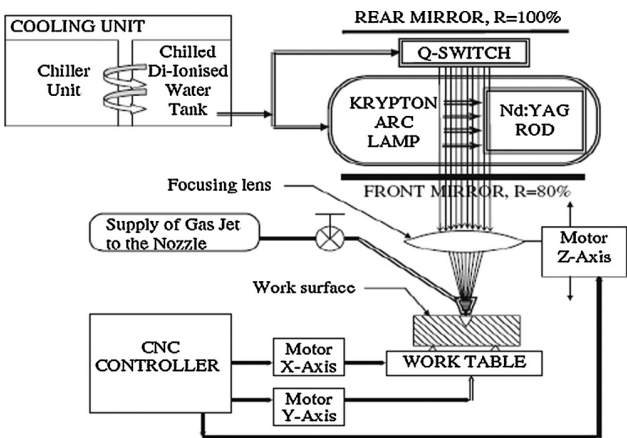 REAR MIRROR, R=100%
COOLING UNIT
Chiller
Unit
Chilled
Di-Ionised
Water
Tank
Q-SWITCH
KRYPTON
ARC
LAMP
Nd:YAG
ROD
FRONT MIRROR, R=80%
Focusing lens
Supply of Gas Jet
to the Nozzle
Motor
Z-Axis
Work surface
CNC
CONTROLLER
Motor
X-Axis
WORK TABLE
Motor
Y-Axis